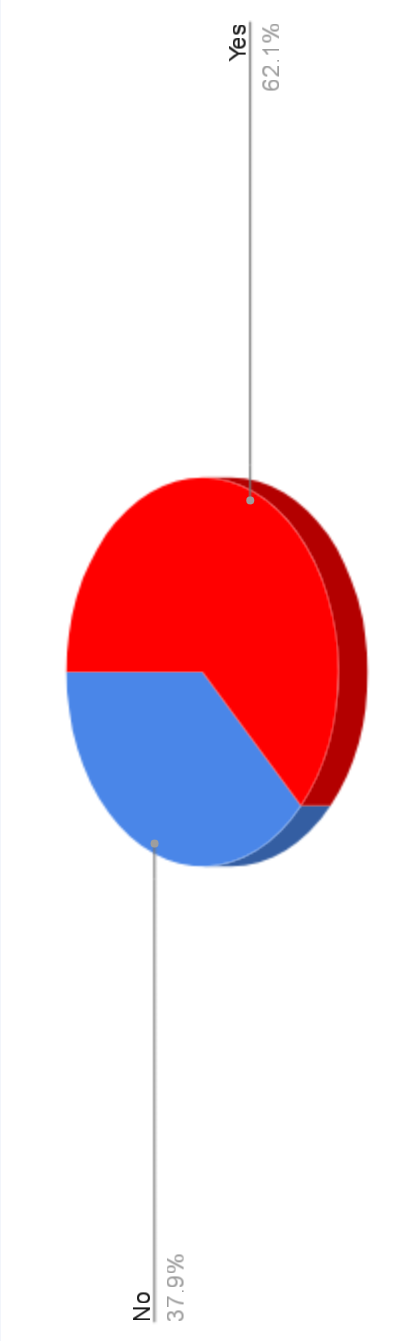 Yes
62.1%
No
37.9%